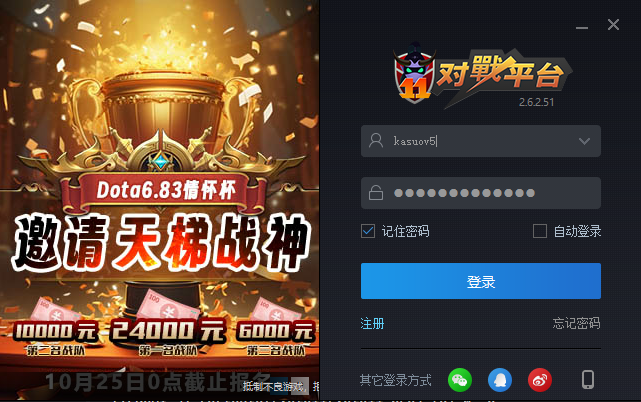 Dota6.83情怀杯
邀请天梯战神
10000元
第二名战队
24000元
第一名战队
6000元
第三名战队
10月25日0点截止报名
抵制不良游戏,
11对戰平台
2.6.2.51
kasuov5
记住密码
自动登录
登录
注册
忘记密码
其它登录方式